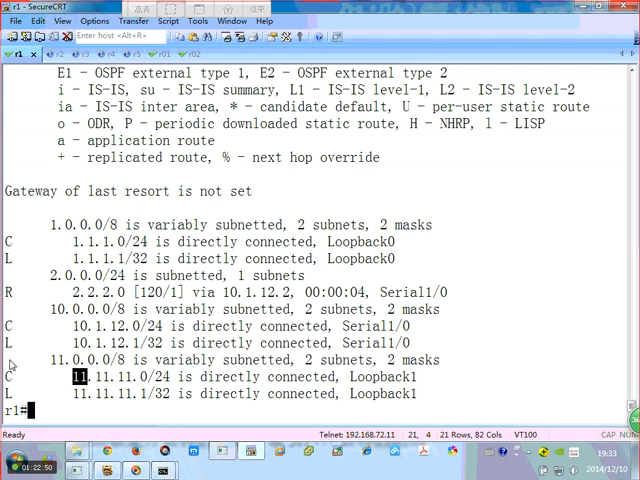 r1 - SecureCRT
File Edit View Options Transfer Script Tools Window Help
Enter host <Alt+R>
r1 r2 r3 r4 r5 r01 r02
E1 - OSPF external type 1, E2 - OSPF external type 2
i - IS-IS, su - IS-IS summary, L1 - IS-IS level-1, L2 - IS-IS level-2
ia - IS-IS inter area, * - candidate default, U - per-user static route
o - ODR, P - periodic downloaded static route, H - NHRP, l - LISP
a - application route
+ - replicated route, % - next hop override
Gateway of last resort is not set
1.0.0.0/8 is variably subnetted, 2 subnets, 2 masks
C 1.1.1.0/24 is directly connected, Loopback0
L 1.1.1.1/32 is directly connected, Loopback0
2.0.0.0/24 is subnetted, 1 subnets
R 2.2.2.0 [120/1] via 10.1.12.2, 00:00:04, Serial1/0
10.0.0.0/8 is variably subnetted, 2 subnets, 2 masks
C 10.1.12.0/24 is directly connected, Serial1/0
L 10.1.12.1/32 is directly connected, Serial1/0
11.0.0.0/8 is variably subnetted, 2 subnets, 2 masks
C 11.11.11.0/24 is directly connected, Loopback1
L 11.11.11.1/32 is directly connected, Loopback1
r1#
Ready Telnet: 192.168.72.11 21, 4 21 Rows, 82 Cols VT100 CAP NUM
01:22:50
19:33
2014/12/10